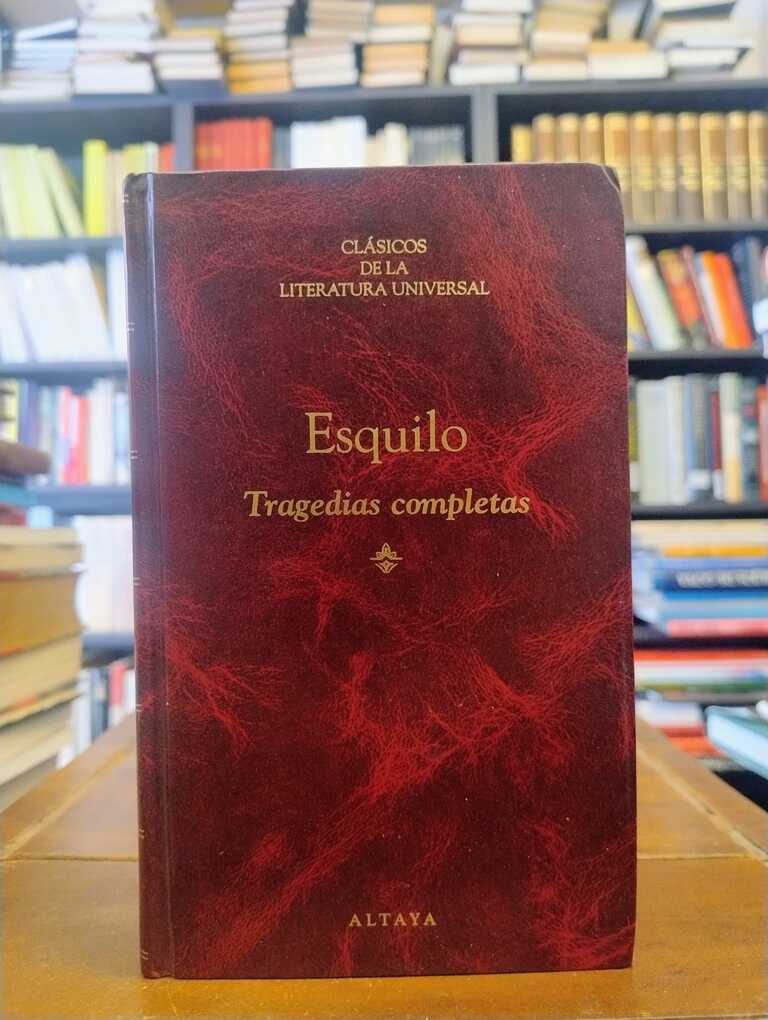 CLÁSICOS
DE LA
LITERATURA UNIVERSAL
Esquilo
Tragedias completas
ALTAYA